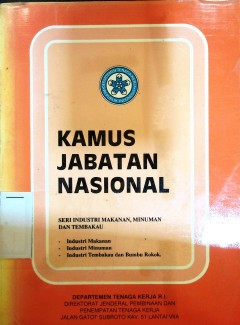 KAMUS
JABATAN
NASIONAL
SERI INDUSTRI MAKANAN, MINUMAN
DAN TEMBAKAU
- Industri Makanan
- Industri Minuman
- Industri Tembakau dan Bumbu Rokok.
DEPARTEMEN TENAGA KERJA R.I.
DIREKTORAT JENDERAL PEMBINAAN DAN
PENEMPATAN TENAGA KERJA
JALAN GATOT SUBROTO KAV. 51 LANTAI VIIA